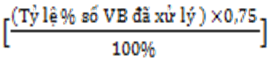 [(Tỷ lệ % số VB đã xử lý) ×0,75
100%]